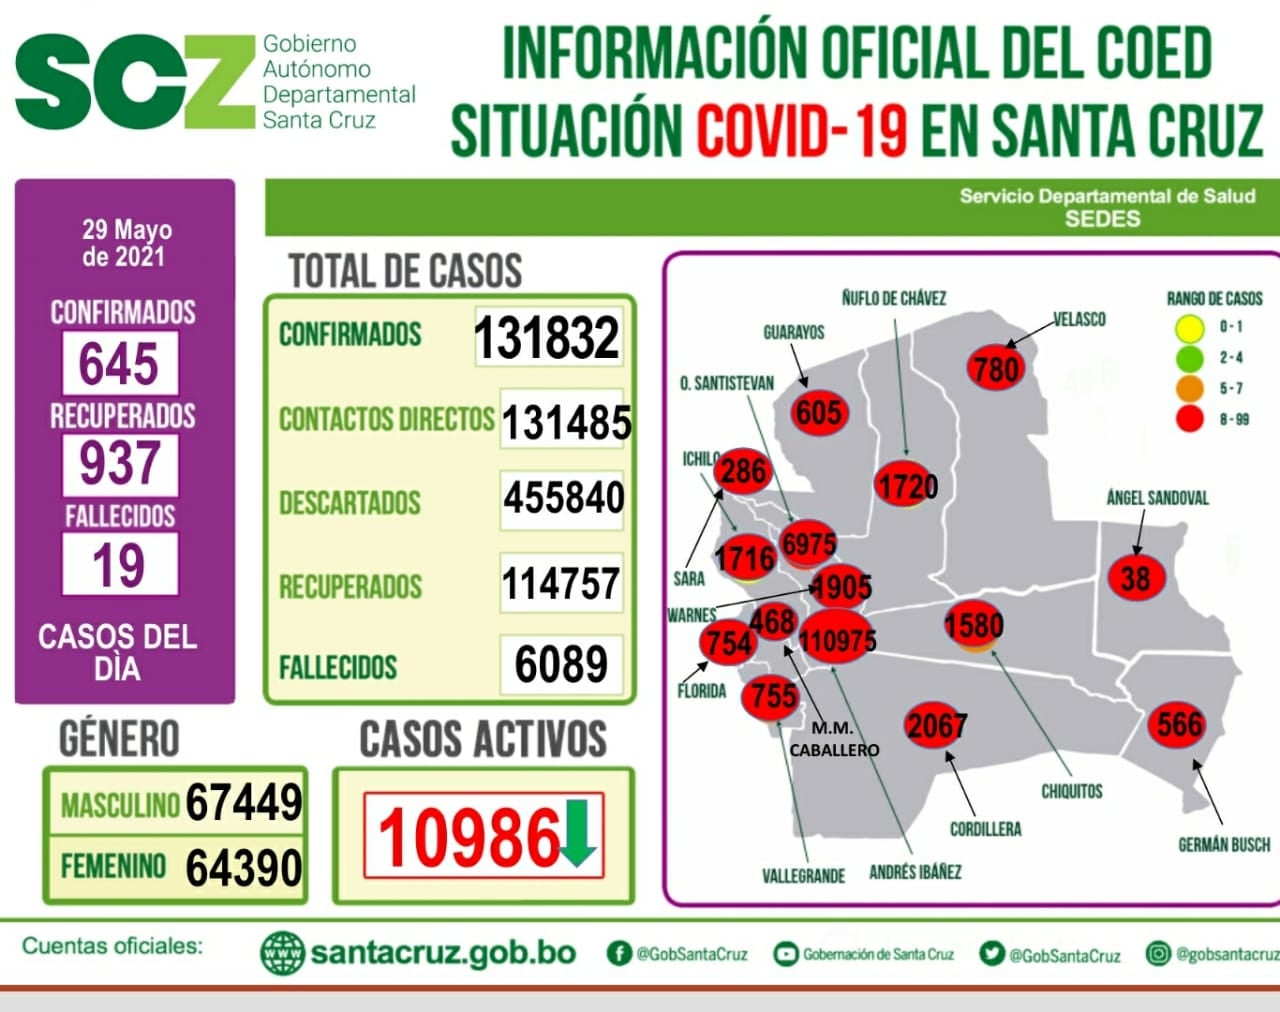 SCZ
Gobierno
Autónomo
Departamental
Santa Cruz
INFORMACIÓN OFICIAL DEL COED
SITUACIÓN COVID-19 EN SANTA CRUZ
Servicio Departamental de Salud
SEDES
29 Mayo
de 2021
CONFIRMADOS
645
RECUPERADOS
937
FALLECIDOS
19
CASOS DEL
DÌA
TOTAL DE CASOS
CONFIRMADOS 131832
CONTACTOS DIRECTOS 131485
DESCARTADOS 455840
RECUPERADOS 114757
FALLECIDOS 6089
GÉNERO
MASCULINO 67449
FEMENINO 64390
CASOS ACTIVOS
10986
RANGO DE CASOS
0-1
2-4
5-7
8-99
ÑUFLO DE CHÁVEZ
VELASCO
GUARAYOS
780
O. SANTISTEVAN
605
ICHILO
286
1720
ÁNGEL SANDOVAL
6975
1716
SARA
1905
38
WARNES
468
754
110975
1580
FLORIDA
755
M.M.
CABALLERO
2067
566
CHIQUITOS
CORDILLERA
GERMÁN BUSCH
VALLEGRANDE
ANDRÉS IBÁÑEZ
Cuentas oficiales:
www
santacruz.gob.bo
@GobSantaCruz
Gobernación de Santa Cruz
@GobSantaCruz
@gobsantacruz